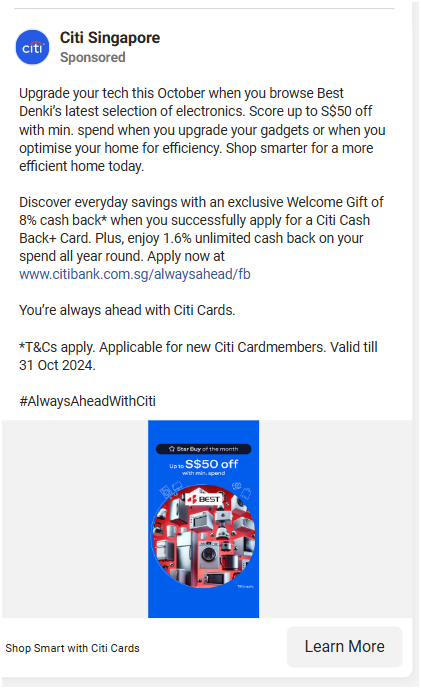 citi
Citi Singapore
Sponsored
Upgrade your tech this October when you browse Best
Denki’s latest selection of electronics. Score up to S$50 off
with min. spend when you upgrade your gadgets or when you
optimise your home for efficiency. Shop smarter for a more
efficient home today.
Discover everyday savings with an exclusive Welcome Gift of
8% cash back* when you successfully apply for a Citi Cash
Back+ Card. Plus, enjoy 1.6% unlimited cash back on your
spend all year round. Apply now at
www.citibank.com.sg/alwaysahead/fb
You’re always ahead with Citi Cards.
*T&Cs apply. Applicable for new Citi Cardmembers. Valid till
31 Oct 2024.
#AlwaysAheadWithCiti
Star Buy of the month
Up to S$50 off
with min. spend
BEST
T&Cs apply
Shop Smart with Citi Cards
Learn More